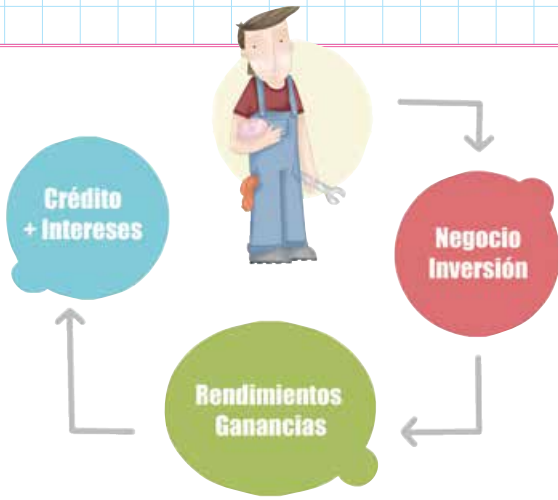 Crédito
+ Intereses
Negocio
Inversión
Rendimientos
Ganancias